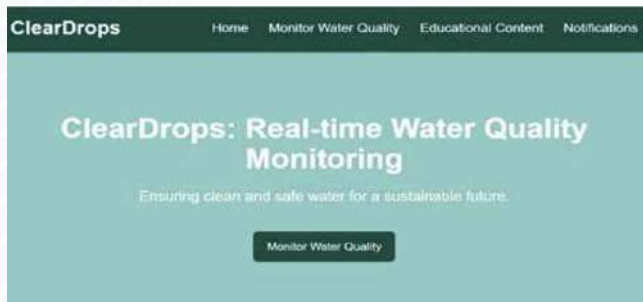 ClearDrops
Home Monitor Water Quality Educational Content Notifications
ClearDrops: Real-time Water Quality
Monitoring
Ensuring clean and safe water for a sustainable future.
Monitor Water Quality